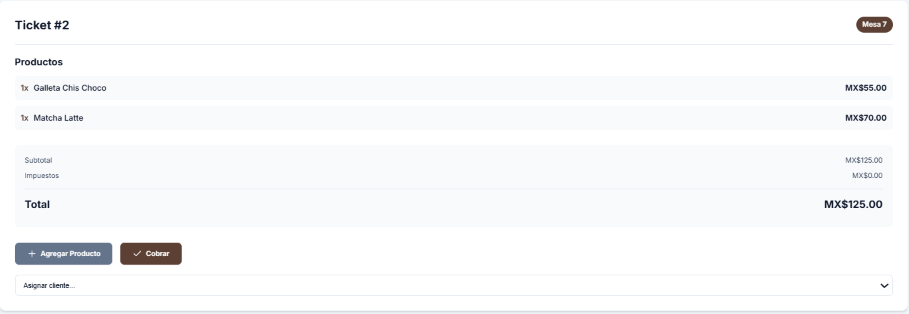 Ticket #2
Mesa 7
Productos
1x Galleta Chis Choco MX$55.00
1x Matcha Latte MX$70.00
Subtotal MX$125.00
Impuestos MX$0.00
Total MX$125.00
+ Agregar Producto
✓ Cobrar
Asignar cliente...